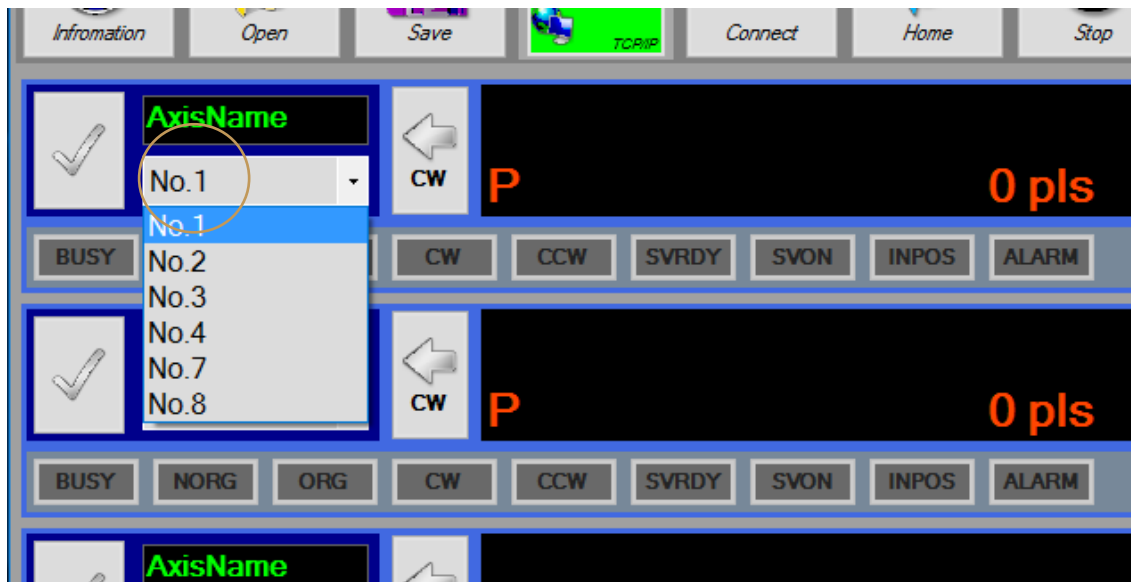 Infromation Open Save TCP/IP Connect Home Stop
AxisName
No.1
CW
P 0 pls
No.1
No.2
No.3
No.4
No.7
No.8
BUSY CW CCW SVRDY SVON INPOS ALARM
CW
P 0 pls
BUSY NORG ORG CW CCW SVRDY SVON INPOS ALARM
AxisName